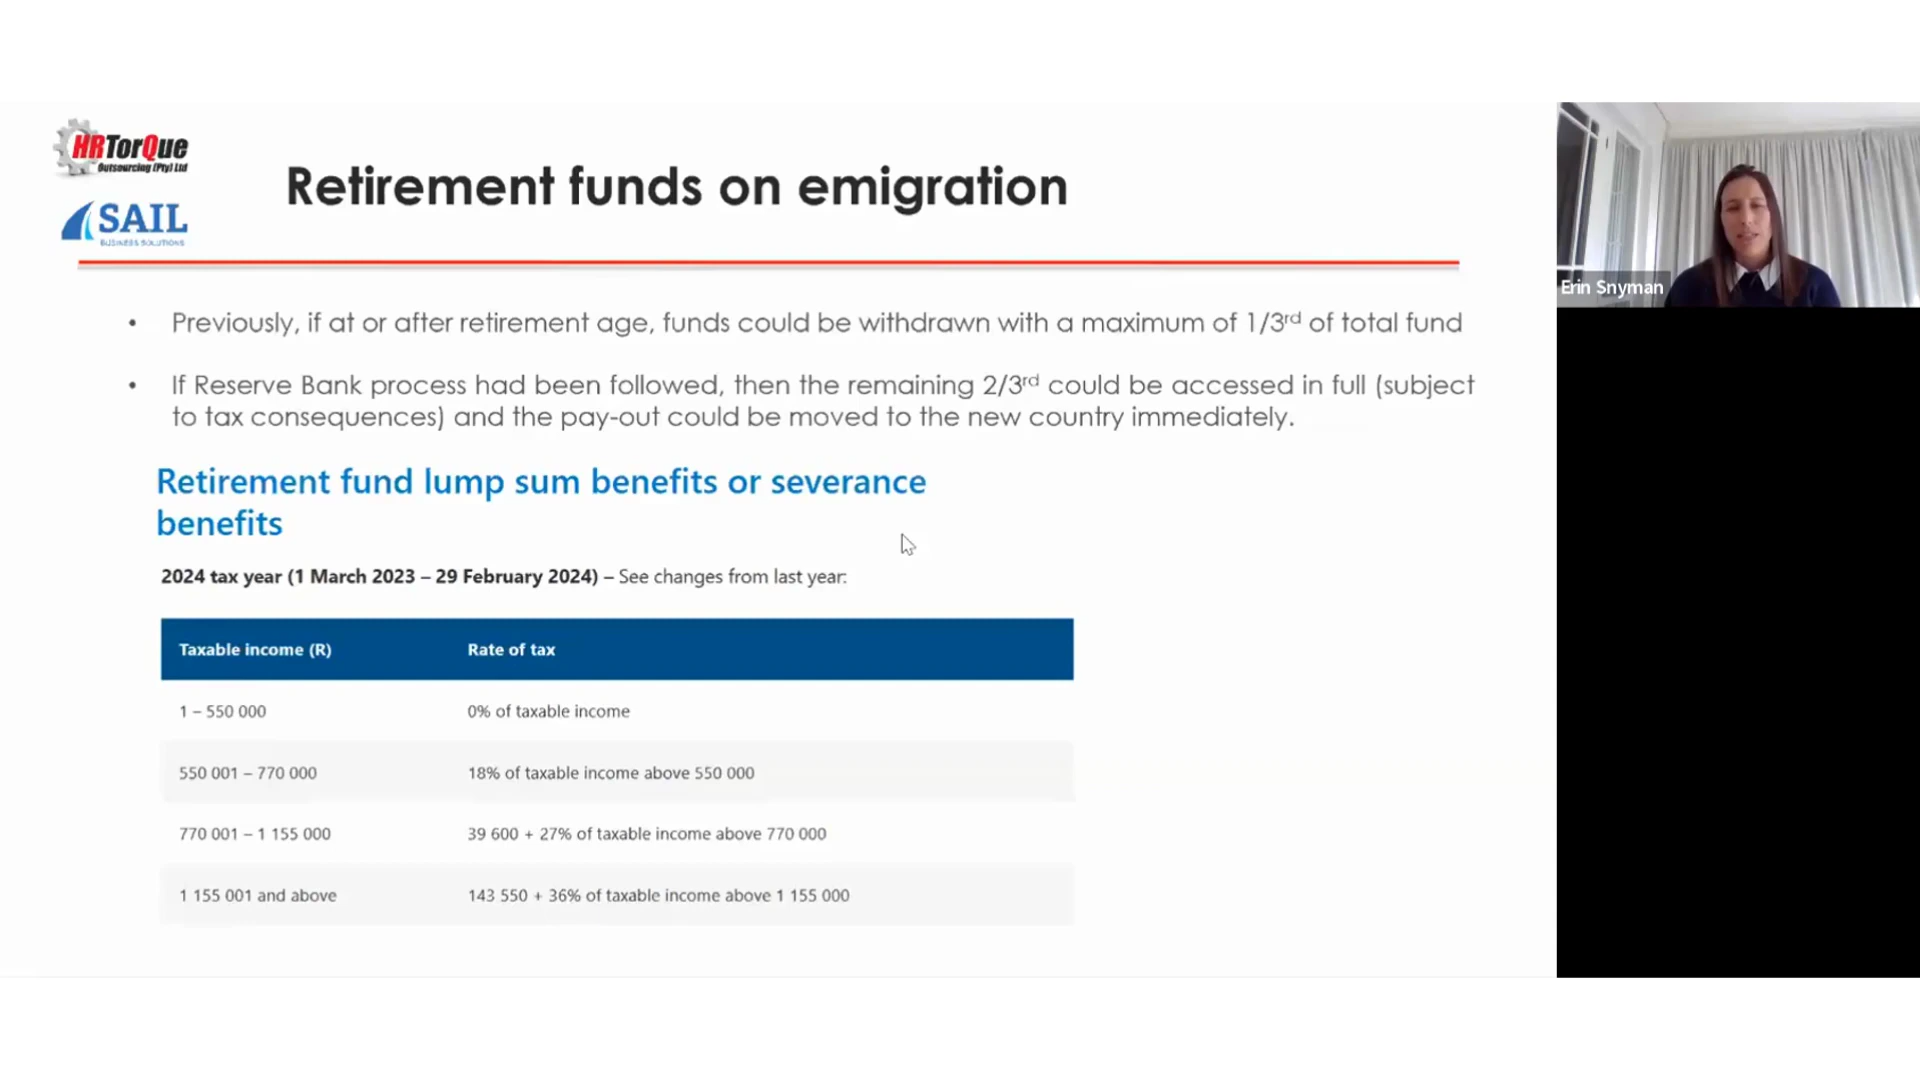 HRTorQue
Outsourcing (Pty) Ltd
SAIL
BUSINESS SOLUTIONS
Retirement funds on emigration
Erin Snyman
• Previously, if at or after retirement age, funds could be withdrawn with a maximum of 1/3rd of total fund
• If Reserve Bank process had been followed, then the remaining 2/3rd could be accessed in full (subject
to tax consequences) and the pay-out could be moved to the new country immediately.
Retirement fund lump sum benefits or severance
benefits
2024 tax year (1 March 2023 – 29 February 2024) – See changes from last year:
Taxable income (R) Rate of tax
1 – 550 000 0% of taxable income
550 001 – 770 000 18% of taxable income above 550 000
770 001 – 1 155 000 39 600 + 27% of taxable income above 770 000
1 155 001 and above 143 550 + 36% of taxable income above 1 155 000